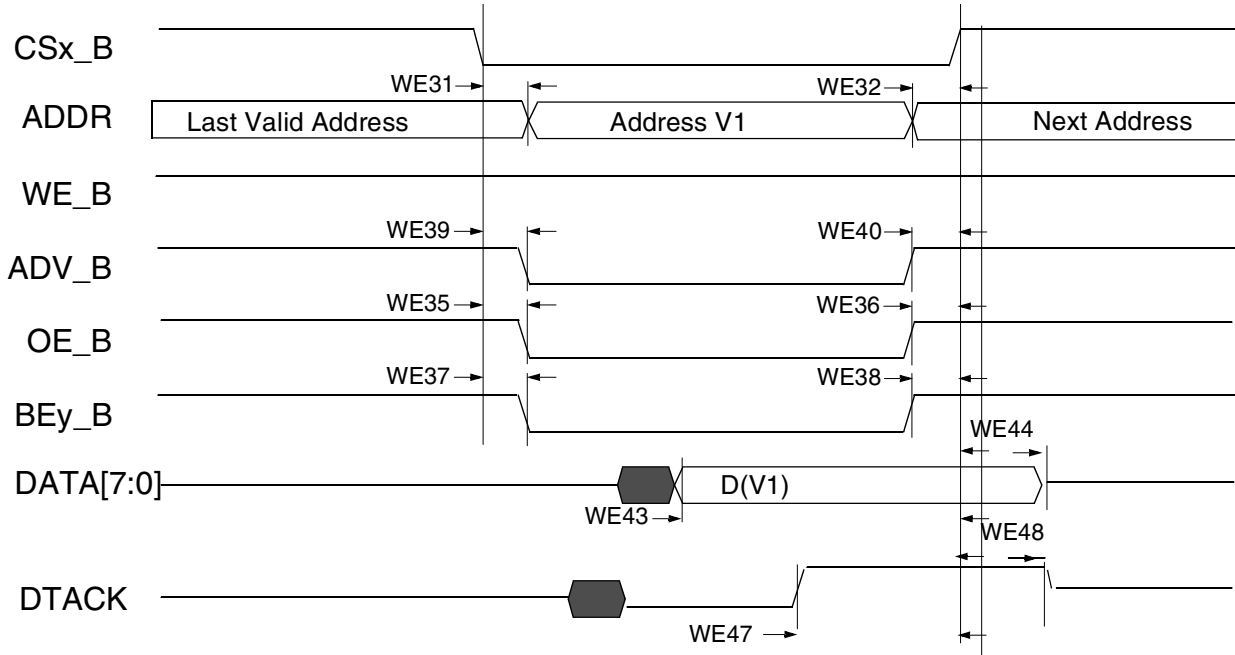 CSx_B
WE31
WE32
ADDR
Last Valid Address
Address V1
Next Address
WE_B
WE39
WE40
ADV_B
WE35
WE36
OE_B
WE37
WE38
BEy_B
WE44
DATA[7:0]
D(V1)
WE43
WE48
DTACK
WE47